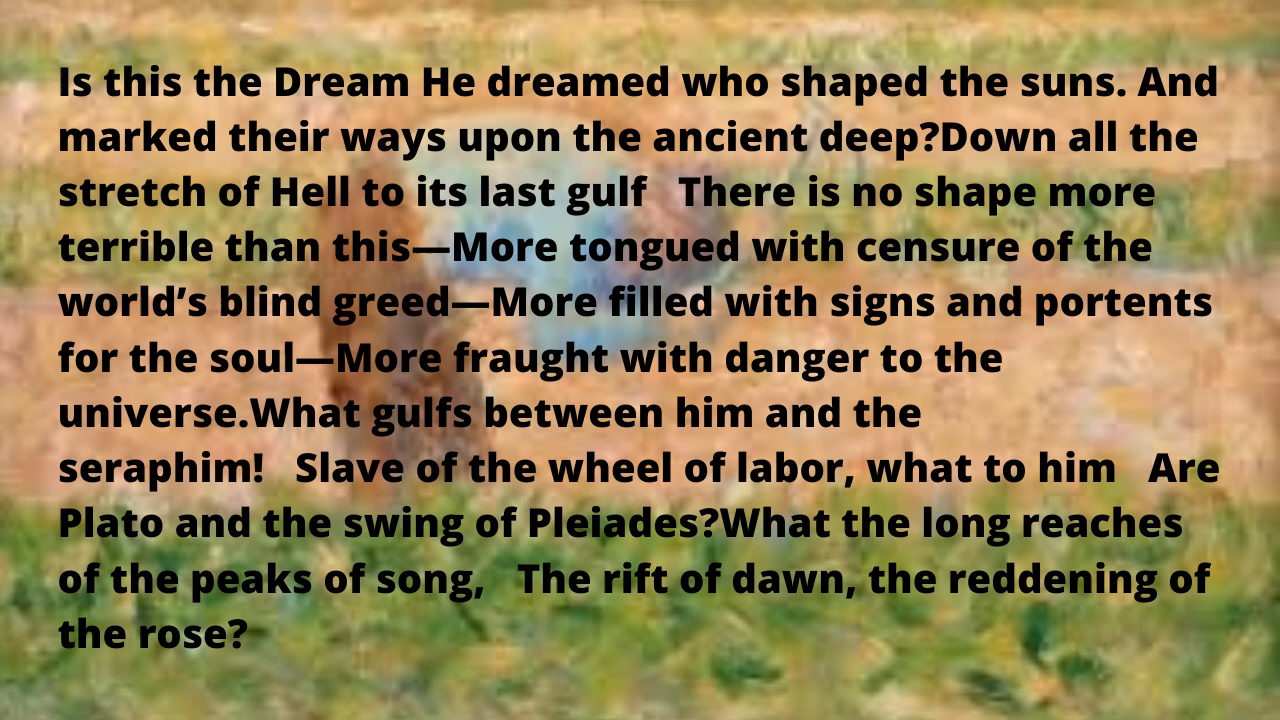 Is this the Dream He dreamed who shaped the suns. And
marked their ways upon the ancient deep?Down all the
stretch of Hell to its last gulf   There is no shape more
terrible than this—More tongued with censure of the
world’s blind greed—More filled with signs and portents
for the soul—More fraught with danger to the
universe.What gulfs between him and the
seraphim!   Slave of the wheel of labor, what to him   Are
Plato and the swing of Pleiades?What the long reaches
of the peaks of song,   The rift of dawn, the reddening of
the rose?